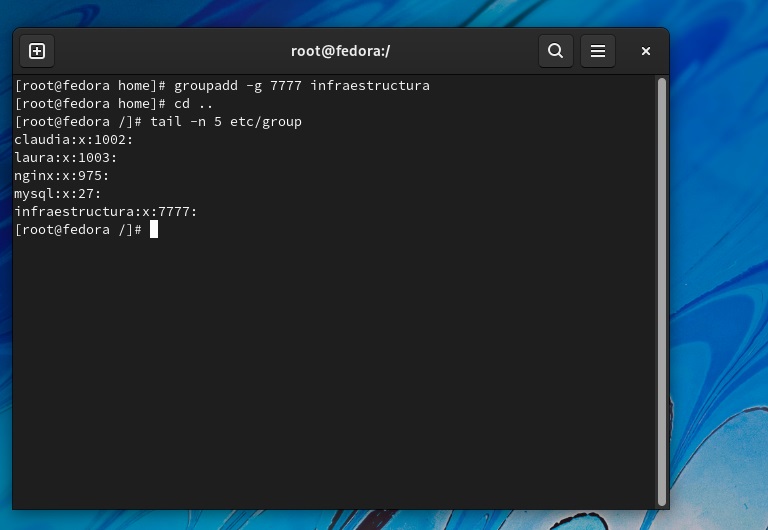 root@fedora:/
[root@fedora home]# groupadd -g 7777 infraestructura
[root@fedora home]# cd ..
[root@fedora /]# tail -n 5 etc/group
claudia:x:1002:
laura:x:1003:
nginx:x:975:
mysql:x:27:
infraestructura:x:7777:
[root@fedora /]#